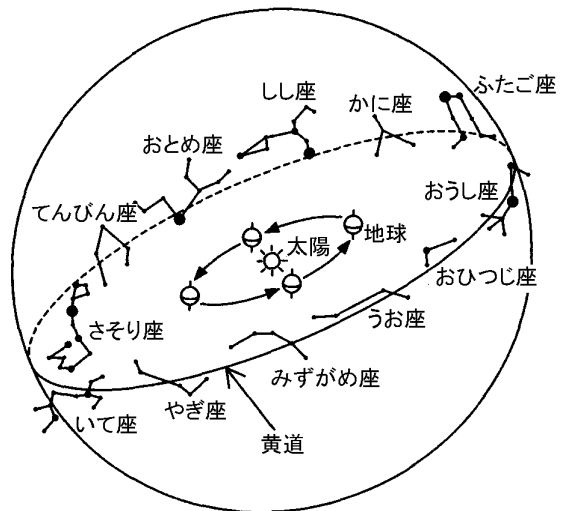 ふたご座
しし座
かに座
おとめ座
おうし座
てんびん座
太陽
地球
おひつじ座
さそり座
うお座
みずがめ座
やぎ座
いて座
黄道